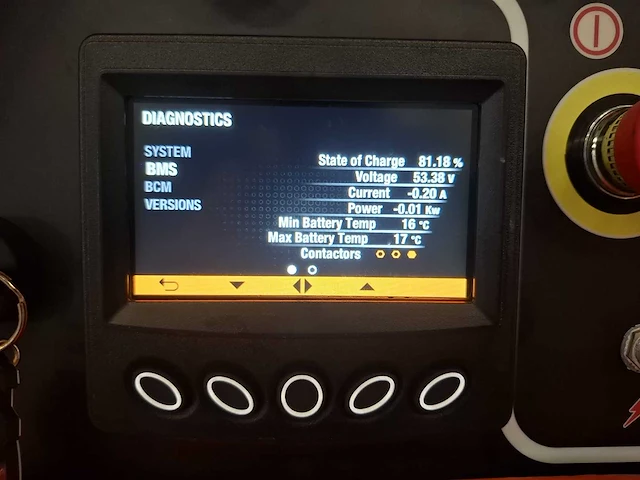 DIAGNOSTICS
SYSTEM
BMS
BCM
VERSIONS
State of Charge 81.18 %
Voltage 53.38 V
Current -0.20 A
Power -0.01 Kw
Min Battery Temp 16 °C
Max Battery Temp 17 °C
Contactors